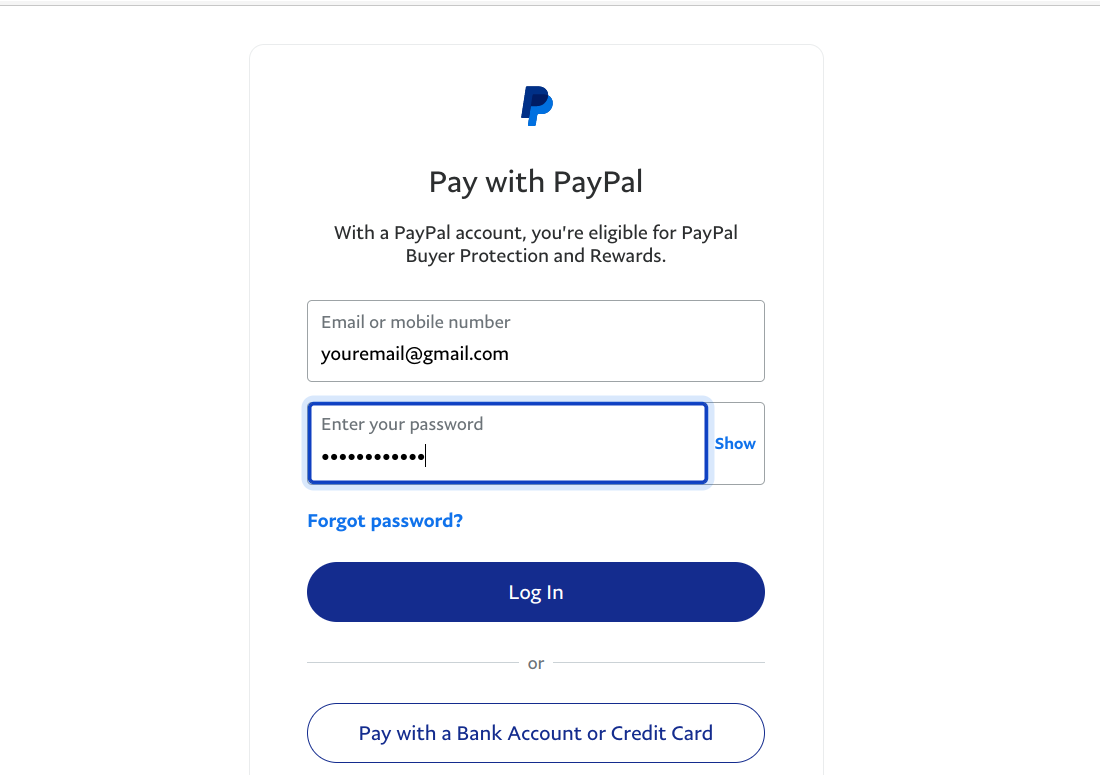 Pay with PayPal
With a PayPal account, you're eligible for PayPal
Buyer Protection and Rewards.
Email or mobile number
youremail@gmail.com
Enter your password
••••••••••••
Show
Forgot password?
Log In
or
Pay with a Bank Account or Credit Card